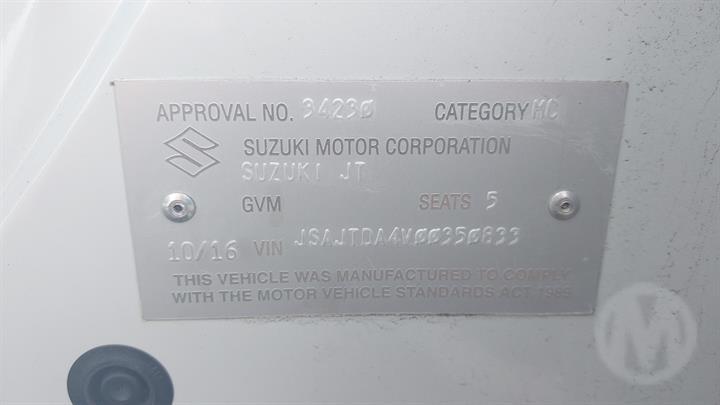 APPROVAL NO. 3423Ø CATEGORY MC
SUZUKI MOTOR CORPORATION
SUZUKI JT
GVM SEATS 5
10/16 VIN JSAJTDA4VØØ35Ø833
THIS VEHICLE WAS MANUFACTURED TO COMPLY
WITH THE MOTOR VEHICLE STANDARDS ACT 1989
M